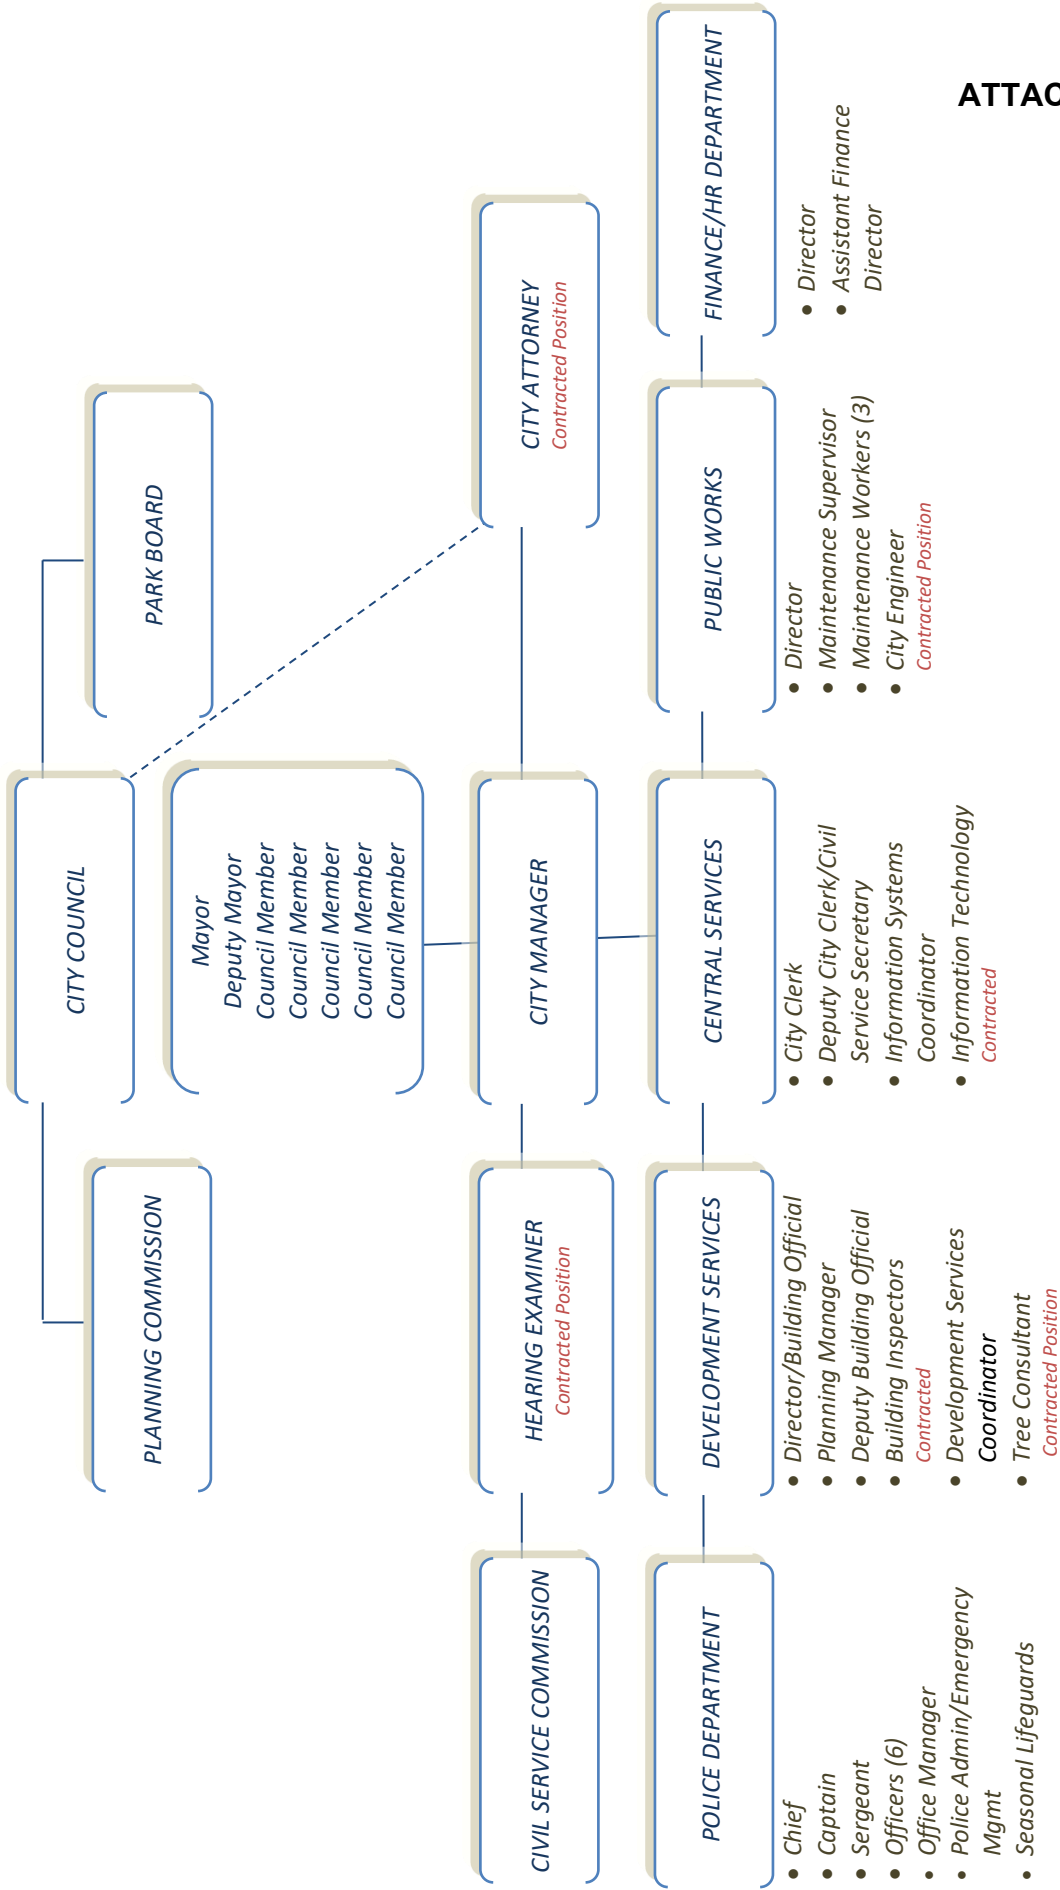 ATTAC
CITY COUNCIL
PLANNING COMMISSION
PARK BOARD
Mayor
Deputy Mayor
Council Member
Council Member
Council Member
Council Member
Council Member
CIVIL SERVICE COMMISSION
HEARING EXAMINER
Contracted Position
CITY MANAGER
CITY ATTORNEY
Contracted Position
POLICE DEPARTMENT
• Chief
• Captain
• Sergeant
• Officers (6)
• Office Manager
• Police Admin/Emergency
Mgmt
• Seasonal Lifeguards
DEVELOPMENT SERVICES
• Director/Building Official
• Planning Manager
• Deputy Building Official
• Building Inspectors
Contracted
• Development Services
Coordinator
• Tree Consultant
Contracted Position
CENTRAL SERVICES
• City Clerk
• Deputy City Clerk/Civil
Service Secretary
• Information Systems
Coordinator
• Information Technology
Contracted
PUBLIC WORKS
• Director
• Maintenance Supervisor
• Maintenance Workers (3)
• City Engineer
Contracted Position
FINANCE/HR DEPARTMENT
• Director
• Assistant Finance
Director